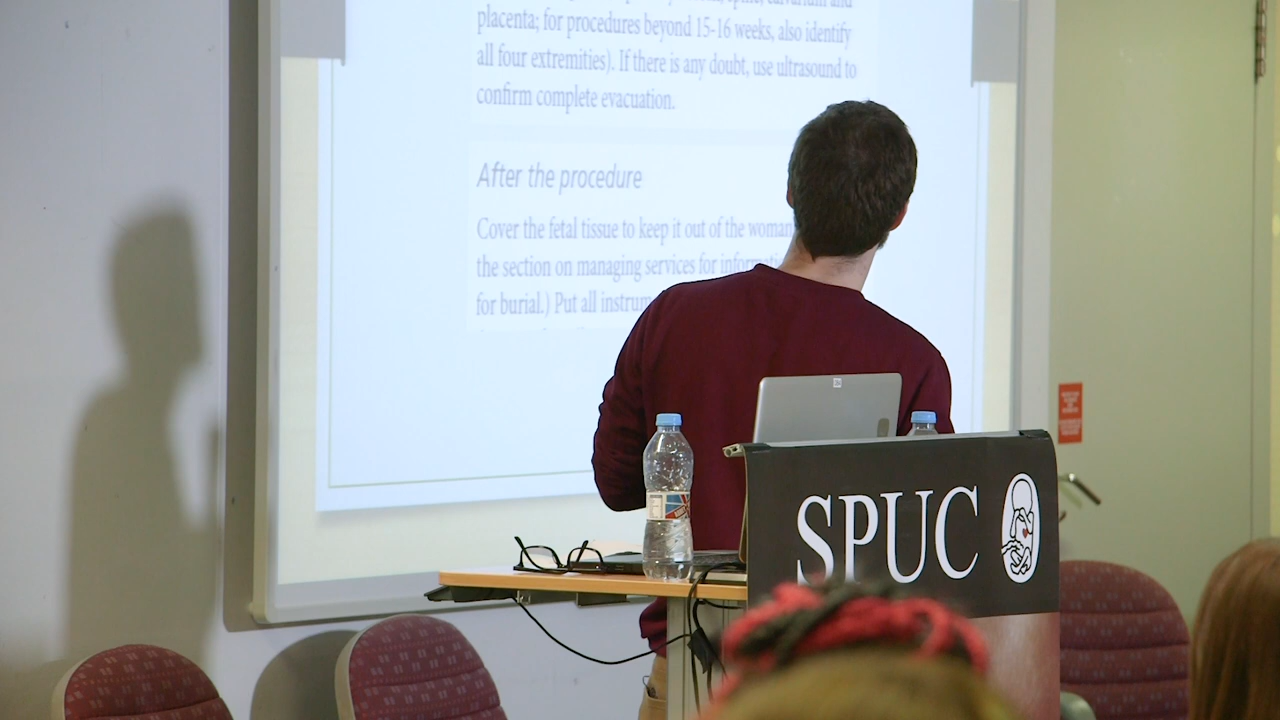 placenta; for procedures beyond 15-16 weeks, also identify
all four extremities). If there is any doubt, use ultrasound to
confirm complete evacuation.
After the procedure
Cover the fetal tissue to keep it out of the woman
the section on managing services for
for burial.) Put all
SPUC